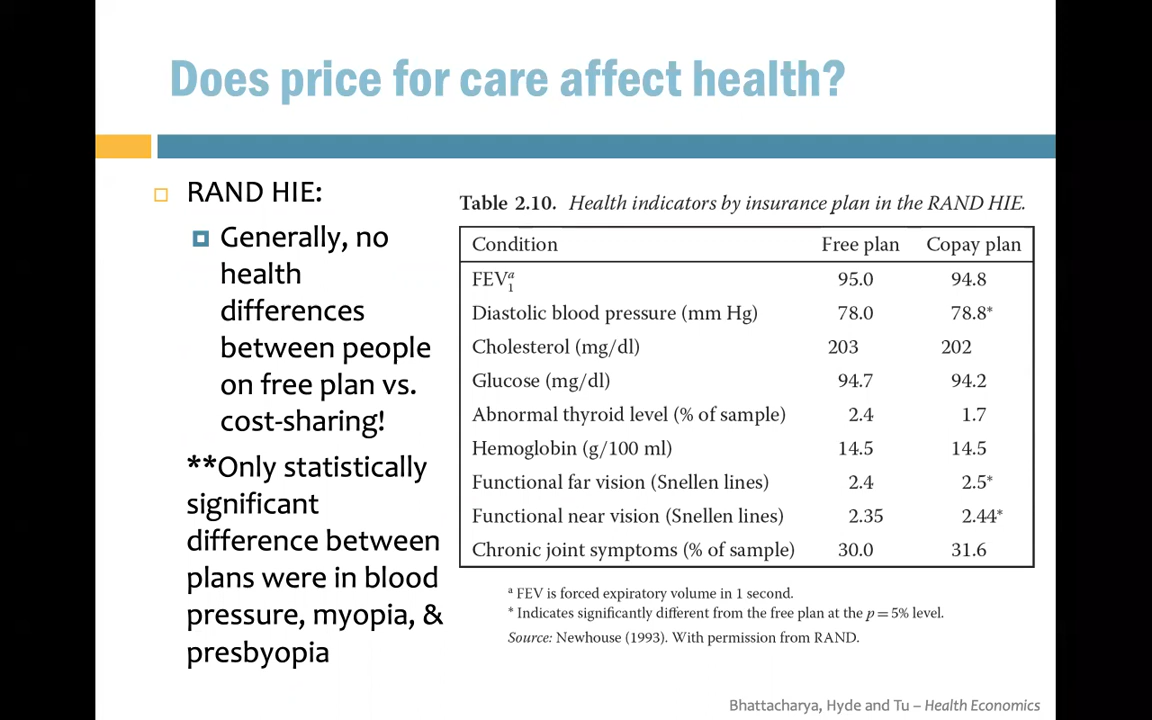 Does price for care affect health?
RAND HIE:
Generally, no
health
differences
between people
on free plan vs.
cost-sharing!
**Only statistically
significant
difference between
plans were in blood
pressure, myopia, &
presbyopia
Table 2.10. Health indicators by insurance plan in the RAND HIE.
Condition Free plan Copay plan
FEV₁ᵃ 95.0 94.8
Diastolic blood pressure (mm Hg) 78.0 78.8*
Cholesterol (mg/dl) 203 202
Glucose (mg/dl) 94.7 94.2
Abnormal thyroid level (% of sample) 2.4 1.7
Hemoglobin (g/100 ml) 14.5 14.5
Functional far vision (Snellen lines) 2.4 2.5*
Functional near vision (Snellen lines) 2.35 2.44*
Chronic joint symptoms (% of sample) 30.0 31.6
ᵃ FEV is forced expiratory volume in 1 second.
* Indicates significantly different from the free plan at the p = 5% level.
Source: Newhouse (1993). With permission from RAND.
Bhattacharya, Hyde and Tu – Health Economics